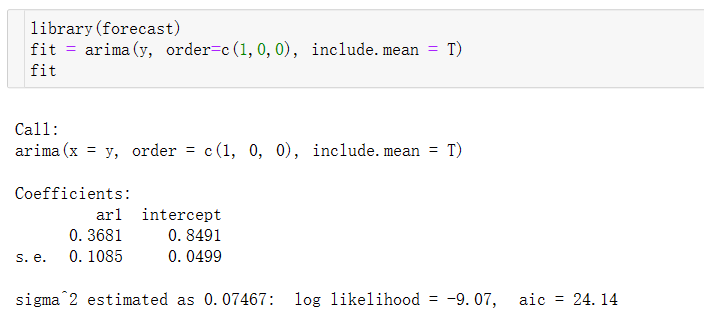 library(forecast)
fit = arima(y, order=c(1,0,0), include.mean = T)
fit
Call:
arima(x = y, order = c(1, 0, 0), include.mean = T)
Coefficients:
ar1 intercept
0.3681 0.8491
s.e. 0.1085 0.0499
sigma^2 estimated as 0.07467: log likelihood = -9.07, aic = 24.14